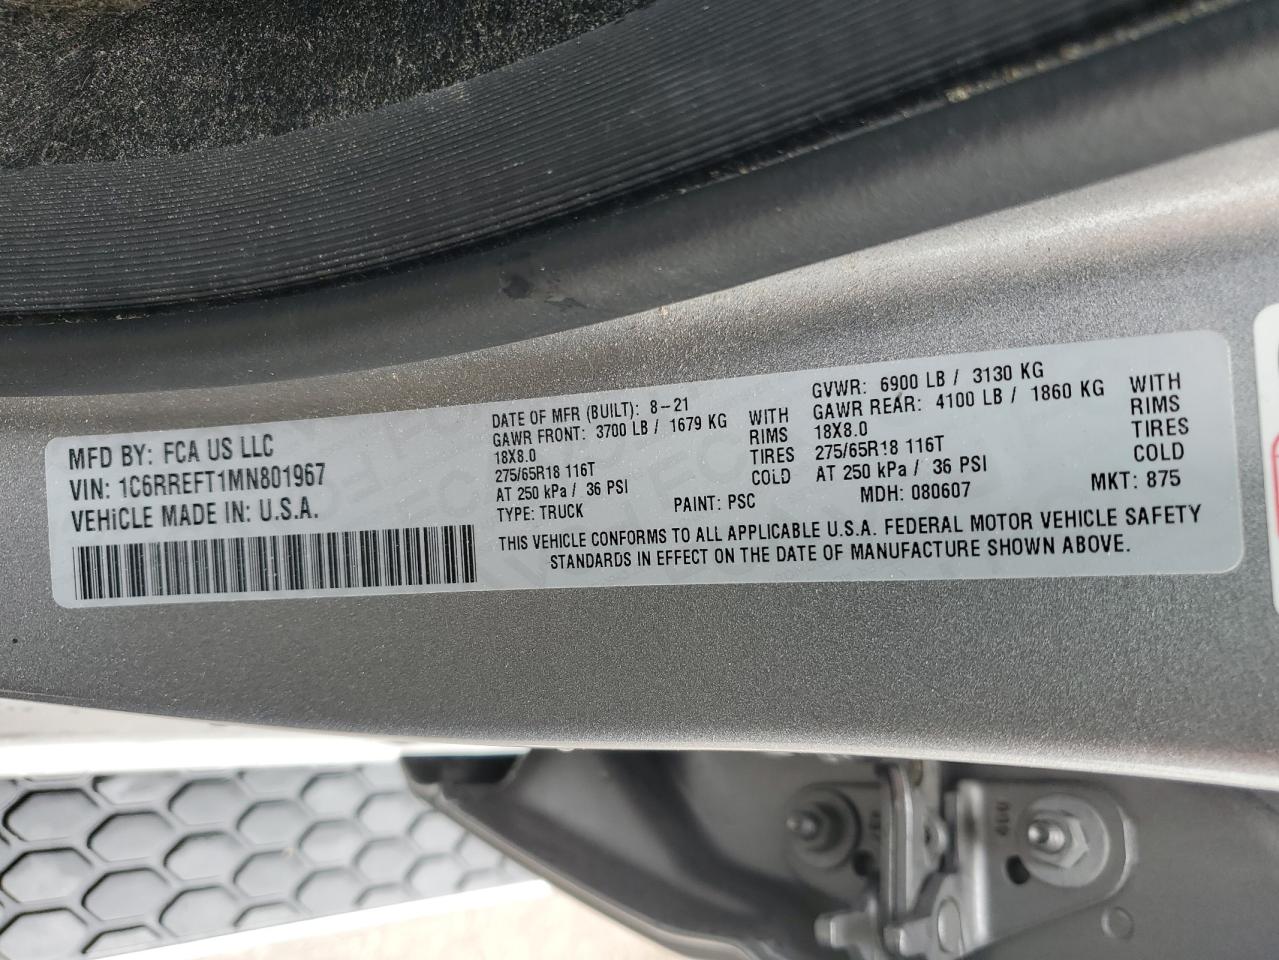 MFD BY: FCA US LLC
VIN: 1C6RREFT1MN801967
VEHICLE MADE IN: U.S.A.
DATE OF MFR (BUILT): 8-21
GAWR FRONT: 3700 LB / 1679 KG WITH
18X8.0 RIMS
275/65R18 116T TIRES
AT 250 kPa / 36 PSI COLD
TYPE: TRUCK PAINT: PSC
GVWR: 6900 LB / 3130 KG
GAWR REAR: 4100 LB / 1860 KG WITH
18X8.0 RIMS
275/65R18 116T TIRES
AT 250 kPa / 36 PSI COLD
MDH: 080607 MKT: 875
THIS VEHICLE CONFORMS TO ALL APPLICABLE U.S.A. FEDERAL MOTOR VEHICLE SAFETY
STANDARDS IN EFFECT ON THE DATE OF MANUFACTURE SHOWN ABOVE.